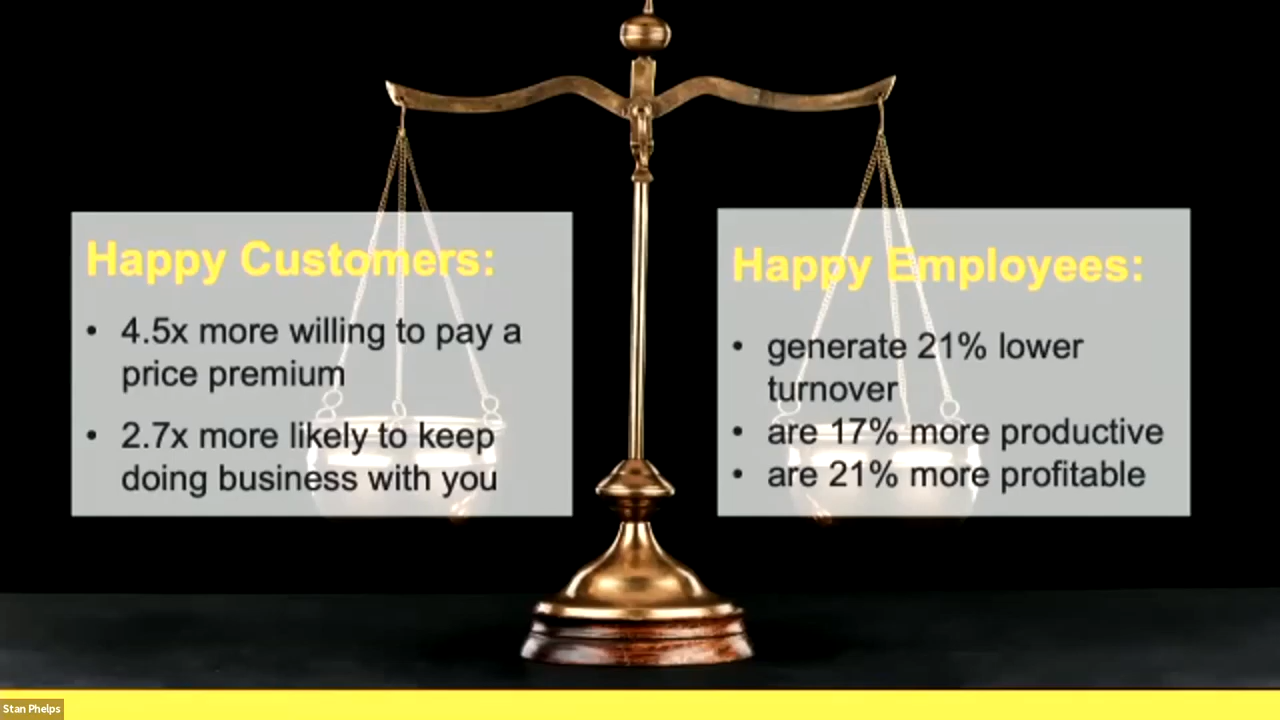 Happy Customers:
• 4.5x more willing to pay a
price premium
• 2.7x more likely to keep
doing business with you
Happy Employees:
• generate 21% lower
turnover
• are 17% more productive
• are 21% more profitable
Stan Phelps